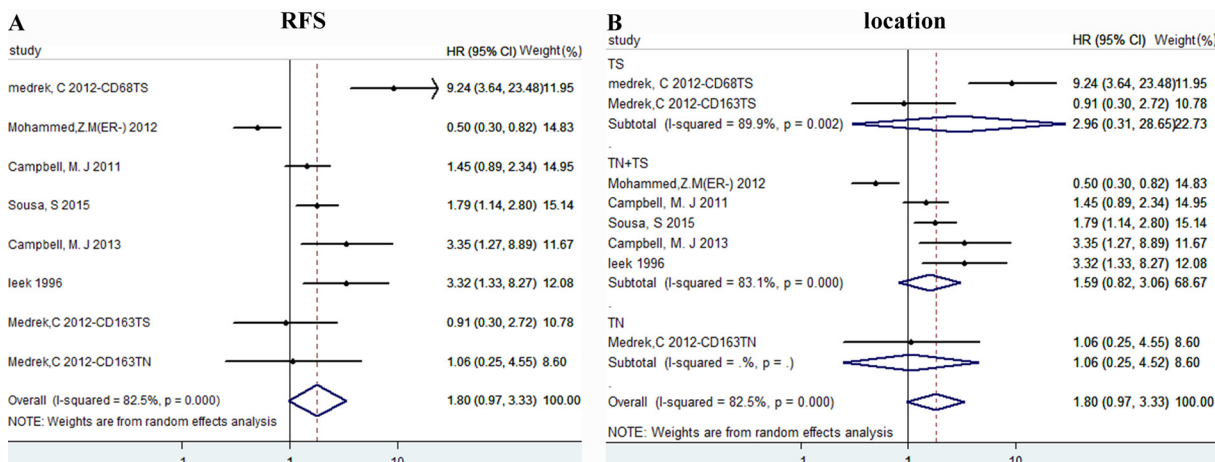 A RFS
study HR (95% CI) Weight(%)
medrek, C 2012-CD68TS 9.24 (3.64, 23.48) 11.95
Mohammed,Z.M(ER-) 2012 0.50 (0.30, 0.82) 14.83
Campbell, M. J 2011 1.45 (0.89, 2.34) 14.95
Sousa, S 2015 1.79 (1.14, 2.80) 15.14
Campbell, M. J 2013 3.35 (1.27, 8.89) 11.67
leek 1996 3.32 (1.33, 8.27) 12.08
Medrek,C 2012-CD163TS 0.91 (0.30, 2.72) 10.78
Medrek,C 2012-CD163TN 1.06 (0.25, 4.55) 8.60
Overall (I-squared = 82.5%, p = 0.000) 1.80 (0.97, 3.33) 100.00
NOTE: Weights are from random effects analysis
.1 1 10
B location
study HR (95% CI) Weight(%)
TS
medrek, C 2012-CD68TS 9.24 (3.64, 23.48) 11.95
Medrek,C 2012-CD163TS 0.91 (0.30, 2.72) 10.78
Subtotal (I-squared = 89.9%, p = 0.002) 2.96 (0.31, 28.65) 22.73
.
TN+TS
Mohammed,Z.M(ER-) 2012 0.50 (0.30, 0.82) 14.83
Campbell, M. J 2011 1.45 (0.89, 2.34) 14.95
Sousa, S 2015 1.79 (1.14, 2.80) 15.14
Campbell, M. J 2013 3.35 (1.27, 8.89) 11.67
leek 1996 3.32 (1.33, 8.27) 12.08
Subtotal (I-squared = 83.1%, p = 0.000) 1.59 (0.82, 3.06) 68.67
.
TN
Medrek,C 2012-CD163TN 1.06 (0.25, 4.55) 8.60
Subtotal (I-squared = .%, p = .) 1.06 (0.25, 4.52) 8.60
.
Overall (I-squared = 82.5%, p = 0.000) 1.80 (0.97, 3.33) 100.00
NOTE: Weights are from random effects analysis
.1 1 10